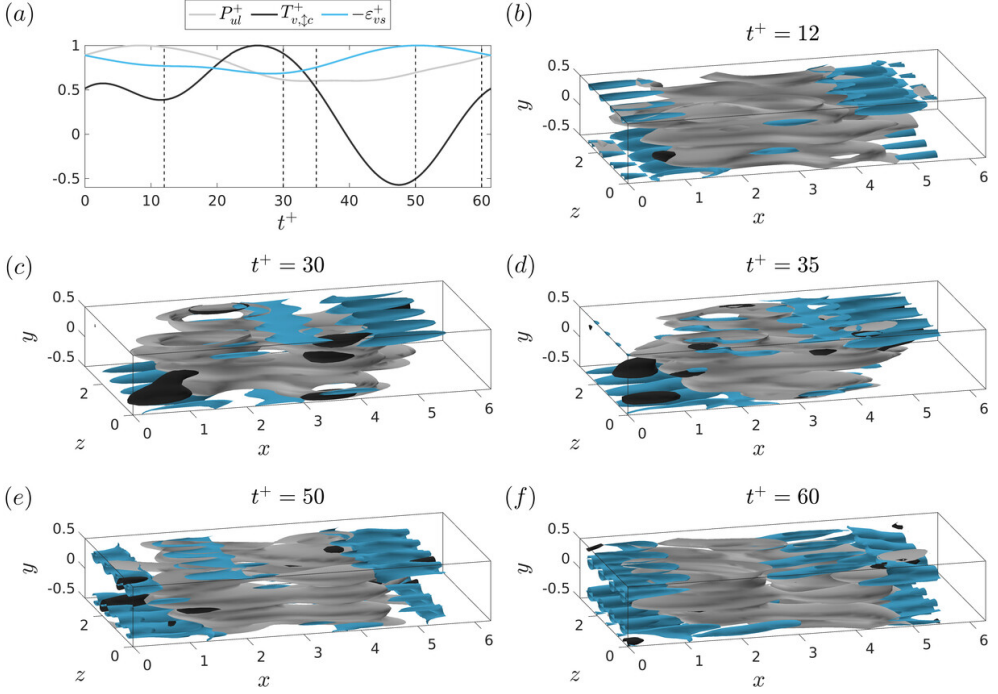 (a)
P⁺ᵤₗ T⁺ᵥ,↕c −εᵥₛ⁺
1
0.5
0
-0.5
0 10 20 30 40 50 60
t⁺
(b)
t⁺ = 12
0.5
0
-0.5
y
2
0
z
0 1 2 3 4 5 6
x
(c)
t⁺ = 30
0.5
0
-0.5
y
2
0
z
0 1 2 3 4 5 6
x
(d)
t⁺ = 35
0.5
0
-0.5
y
2
0
z
0 1 2 3 4 5 6
x
(e)
t⁺ = 50
0.5
0
-0.5
y
2
0
z
0 1 2 3 4 5 6
x
(f)
t⁺ = 60
0.5
0
-0.5
y
2
0
z
0 1 2 3 4 5 6
x